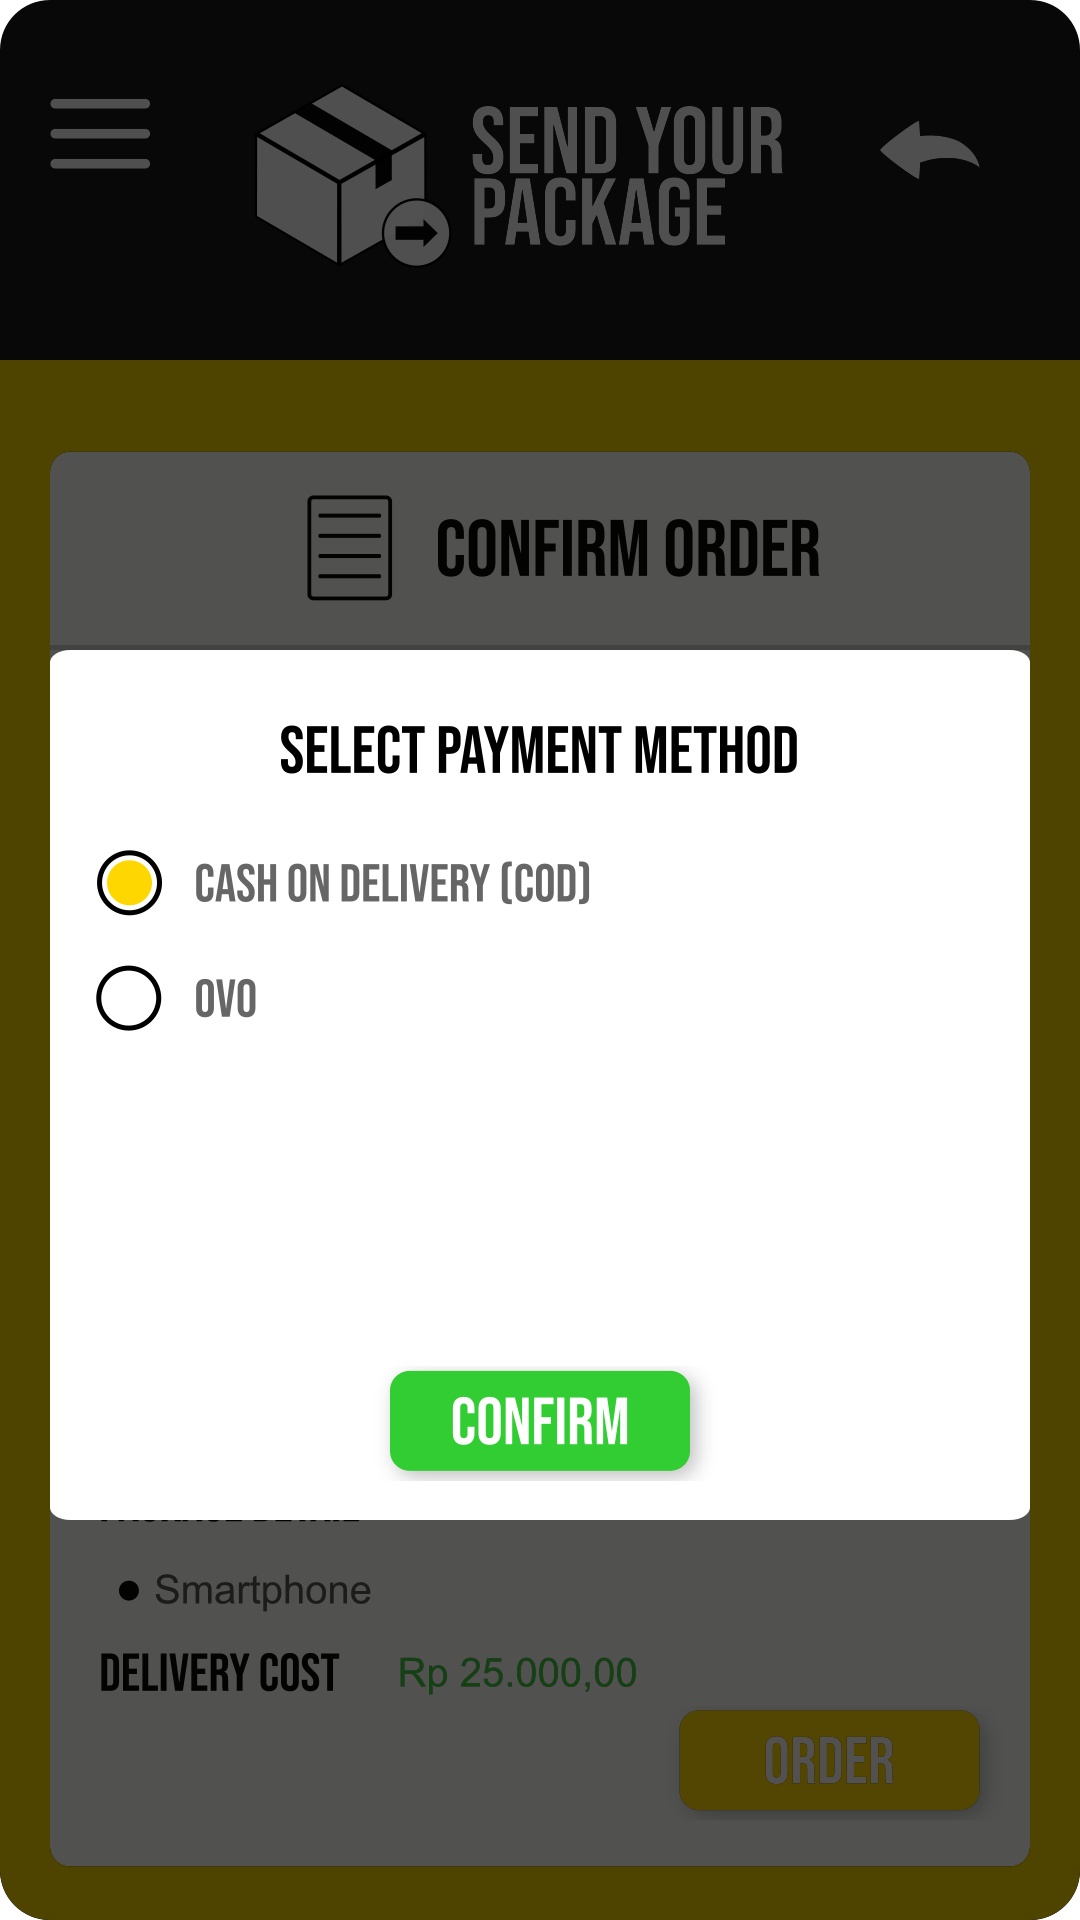 SEND YOUR
PACKAGE
CONFIRM ORDER
SELECT PAYMENT METHOD
CASH ON DELIVERY (COD)
OVO
CONFIRM
Smartphone
DELIVERY COST Rp 25.000,00
ORDER